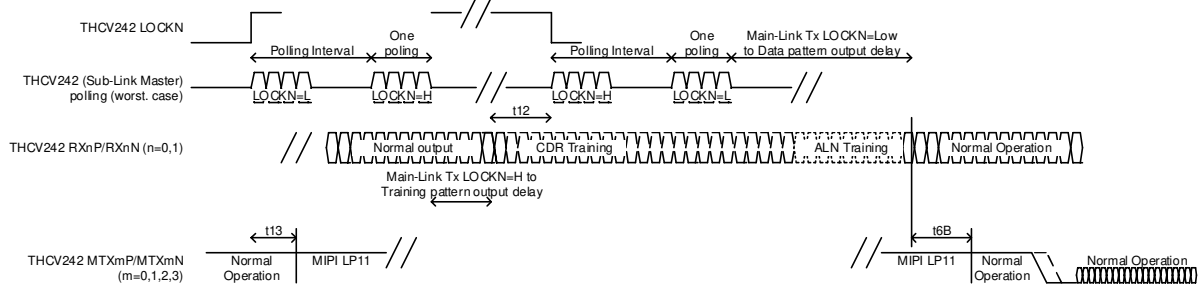 THCV242 LOCKN
Polling Interval
One
poling
Polling Interval
One
poling
Main-Link Tx LOCKN=Low
to Data pattern output delay
THCV242 (Sub-Link Master)
polling (worst. case)
LOCKN=L
LOCKN=H
LOCKN=H
LOCKN=L
t12
THCV242 RXnP/RXnN (n=0,1)
Normal output
CDR Training
ALN Training
Normal Operation
Main-Link Tx LOCKN=H to
Training pattern output delay
t13
t6B
THCV242 MTXmP/MTXmN
(m=0,1,2,3)
Normal
Operation
MIPI LP11
MIPI LP11
Normal
Operation
Normal Operation